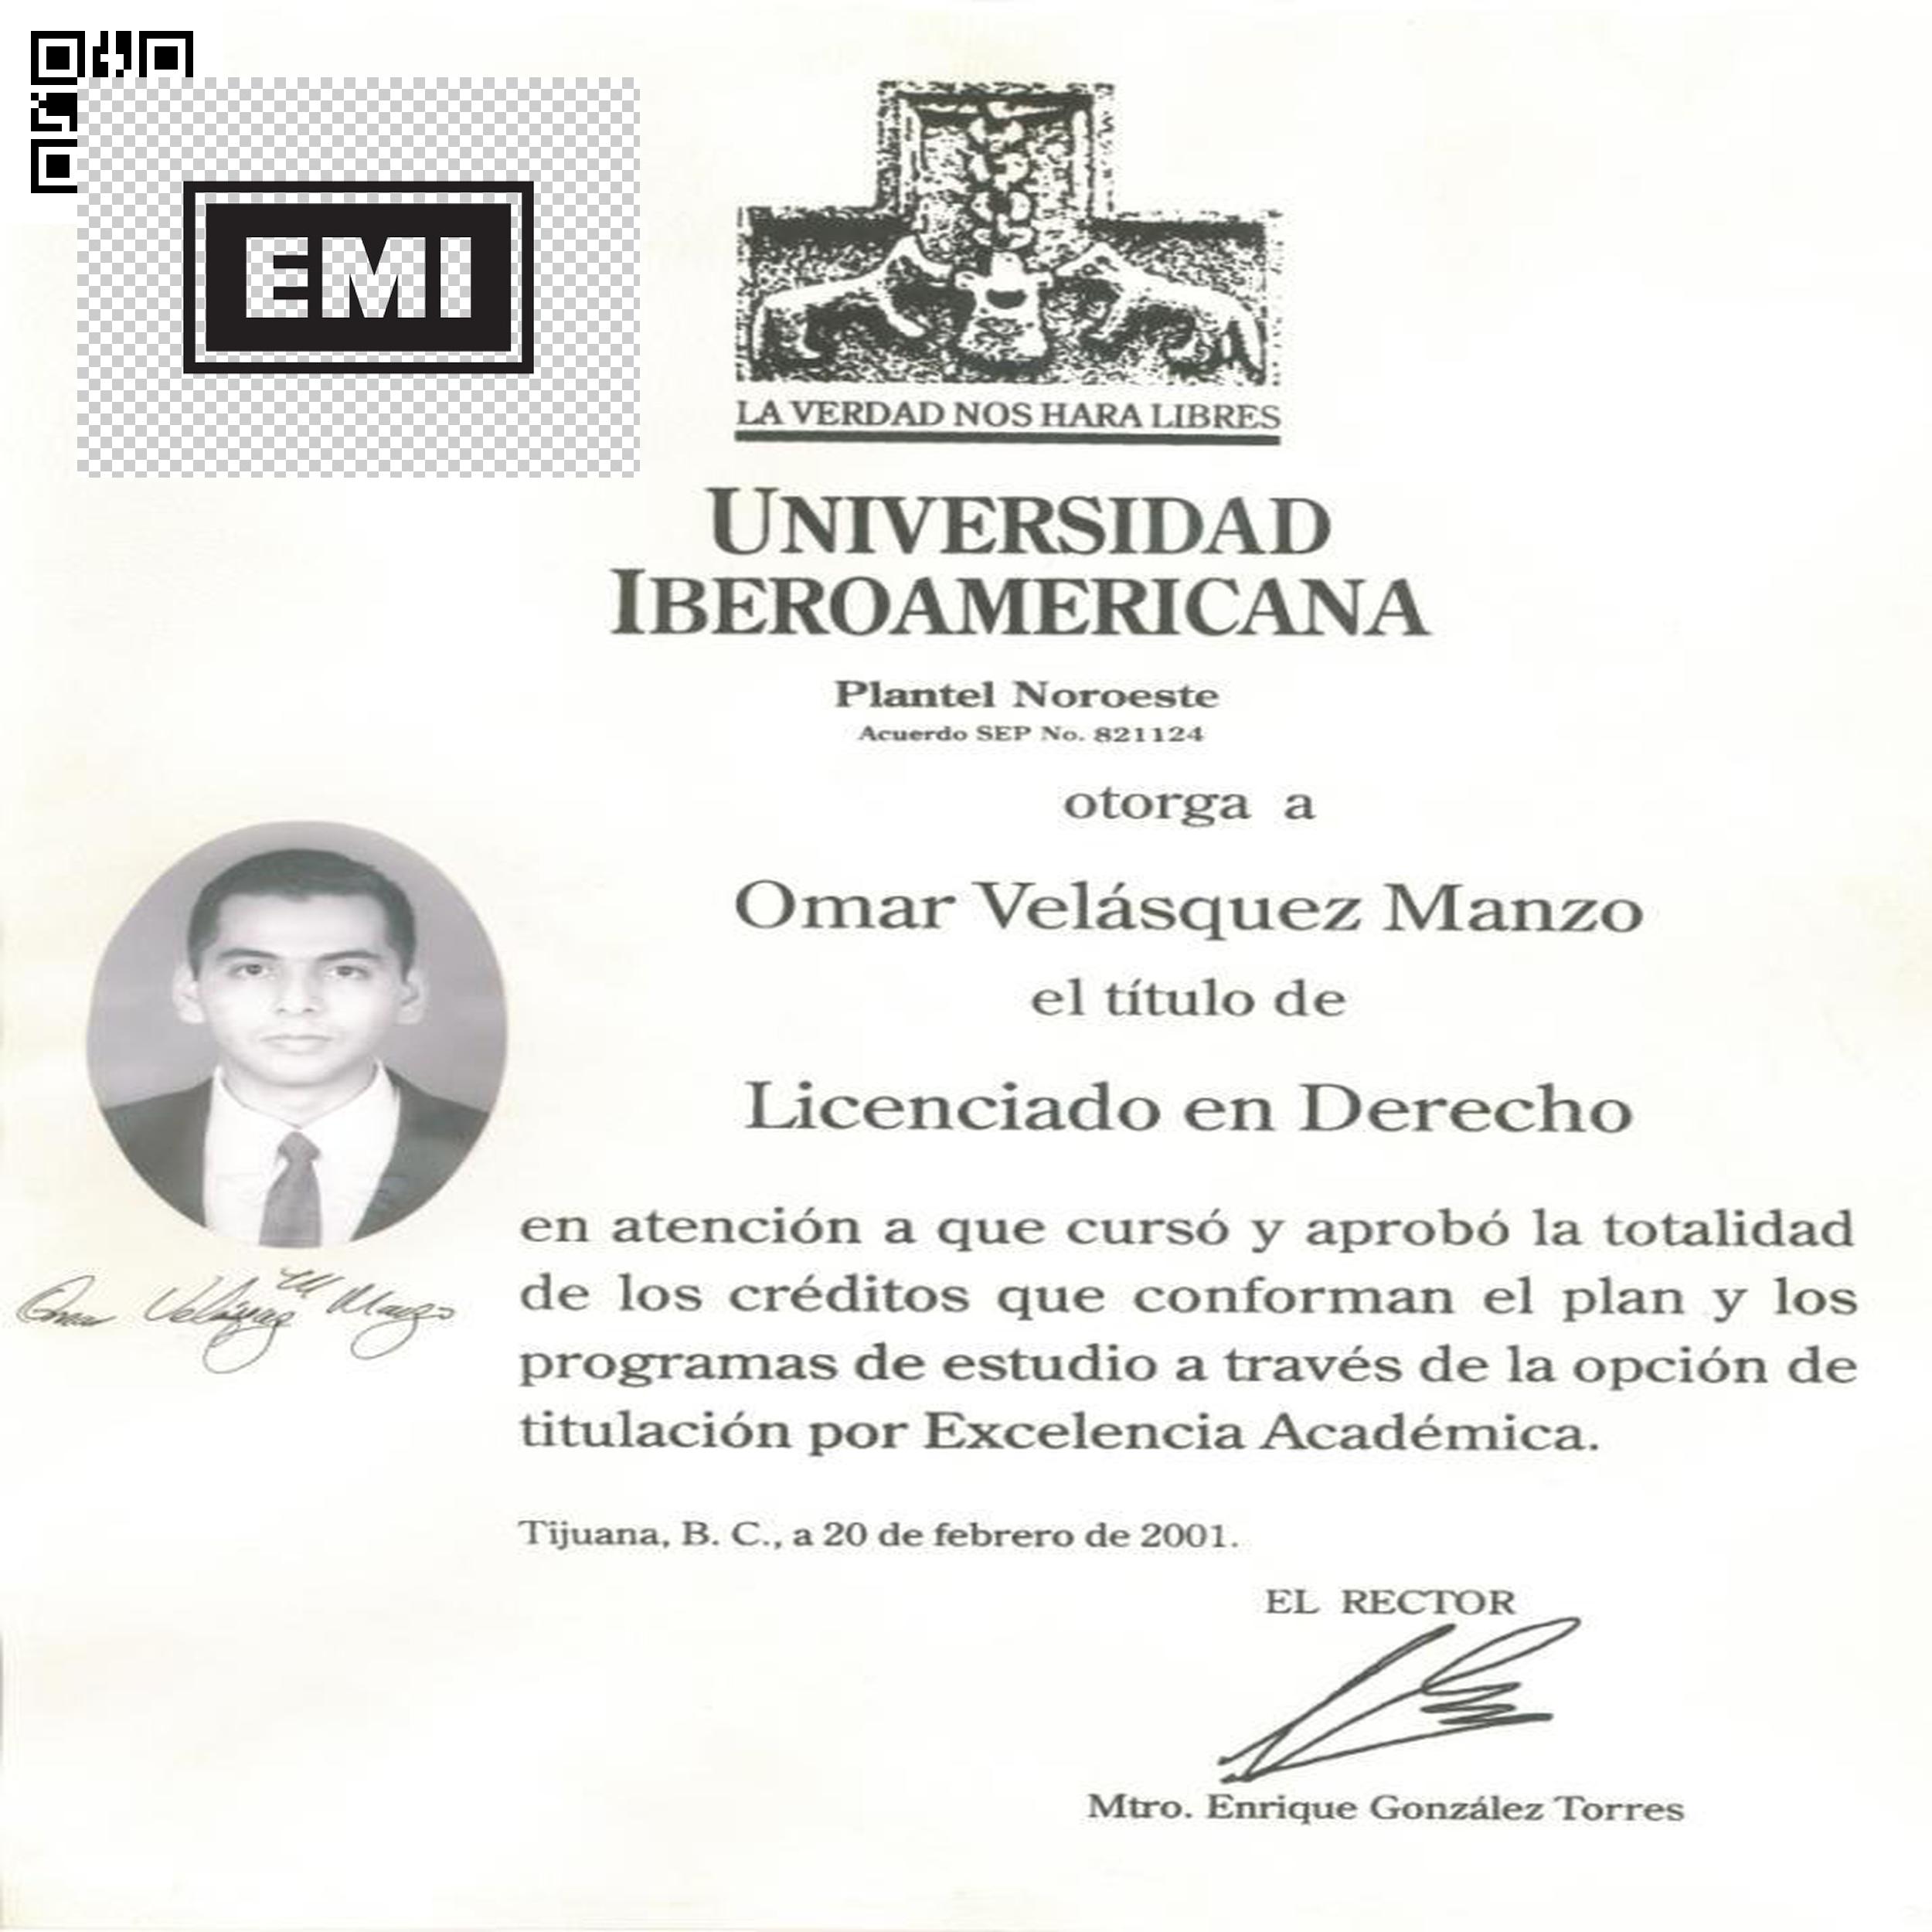 EMI
LA VERDAD NOS HARA LIBRES
UNIVERSIDAD
IBEROAMERICANA
Plantel Noroeste
Acuerdo SEP No. 821124
otorga a
Omar Velásquez Manzo
el título de
Licenciado en Derecho
Omar Velásquez M Manzo
en atención a que cursó y aprobó la totalidad
de los créditos que conforman el plan y los
programas de estudio a través de la opción de
titulación por Excelencia Académica.
Tijuana, B. C., a 20 de febrero de 2001.
EL RECTOR
Mtro. Enrique González Torres